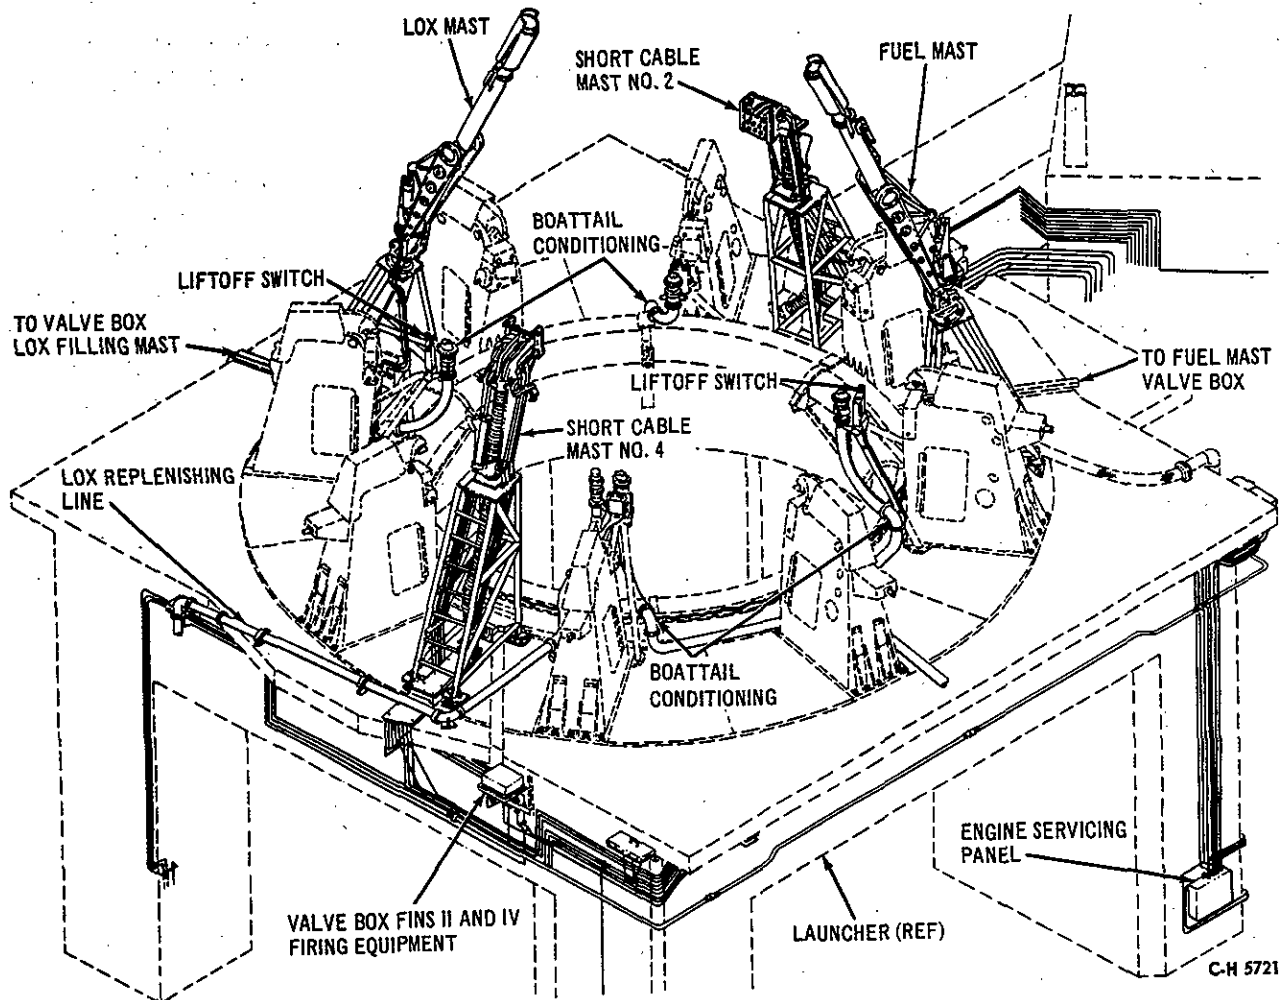 LOX MAST
SHORT CABLE
MAST NO. 2
FUEL MAST
BOATTAIL
CONDITIONING
LIFTOFF SWITCH
TO VALVE BOX
LOX FILLING MAST
LIFTOFF SWITCH
TO FUEL MAST
VALVE BOX
SHORT CABLE
MAST NO. 4
LOX REPLENISHING
LINE
BOATTAIL
CONDITIONING
ENGINE SERVICING
PANEL
VALVE BOX FINS II AND IV
FIRING EQUIPMENT
LAUNCHER (REF)
C-H 5721